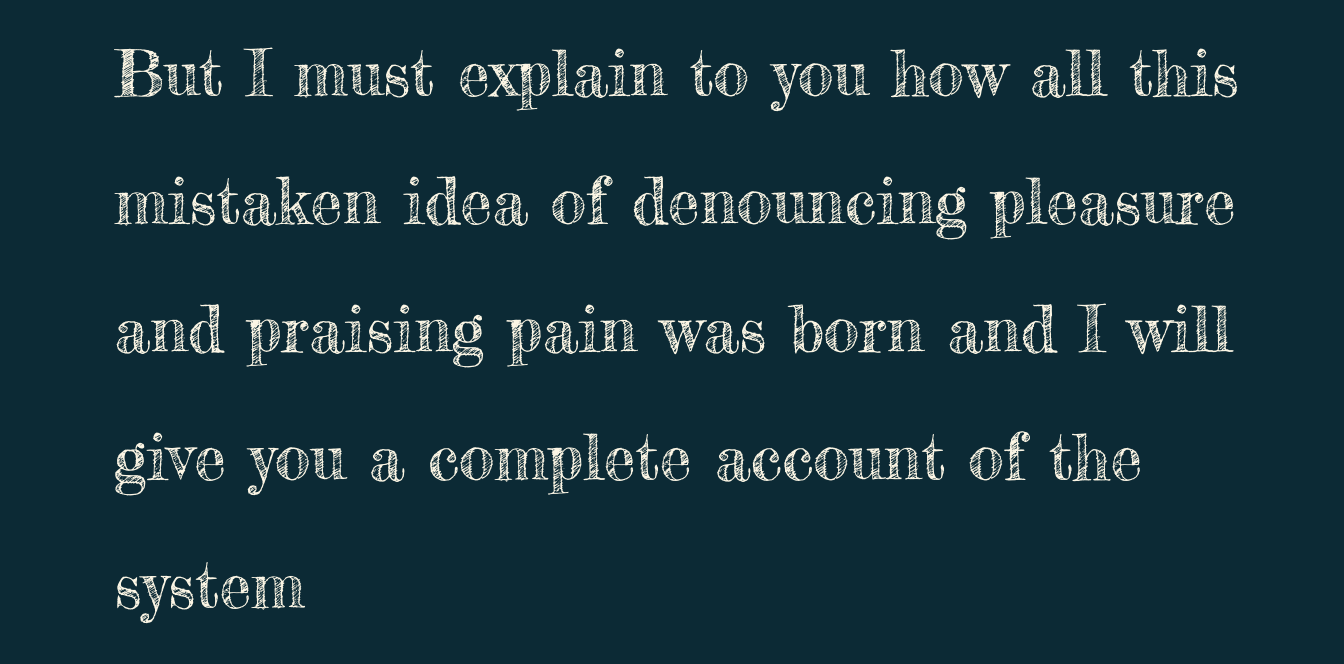 But I must explain to you how all this
mistaken idea of denouncing pleasure
and praising pain was born and I will
give you a complete account of the
system